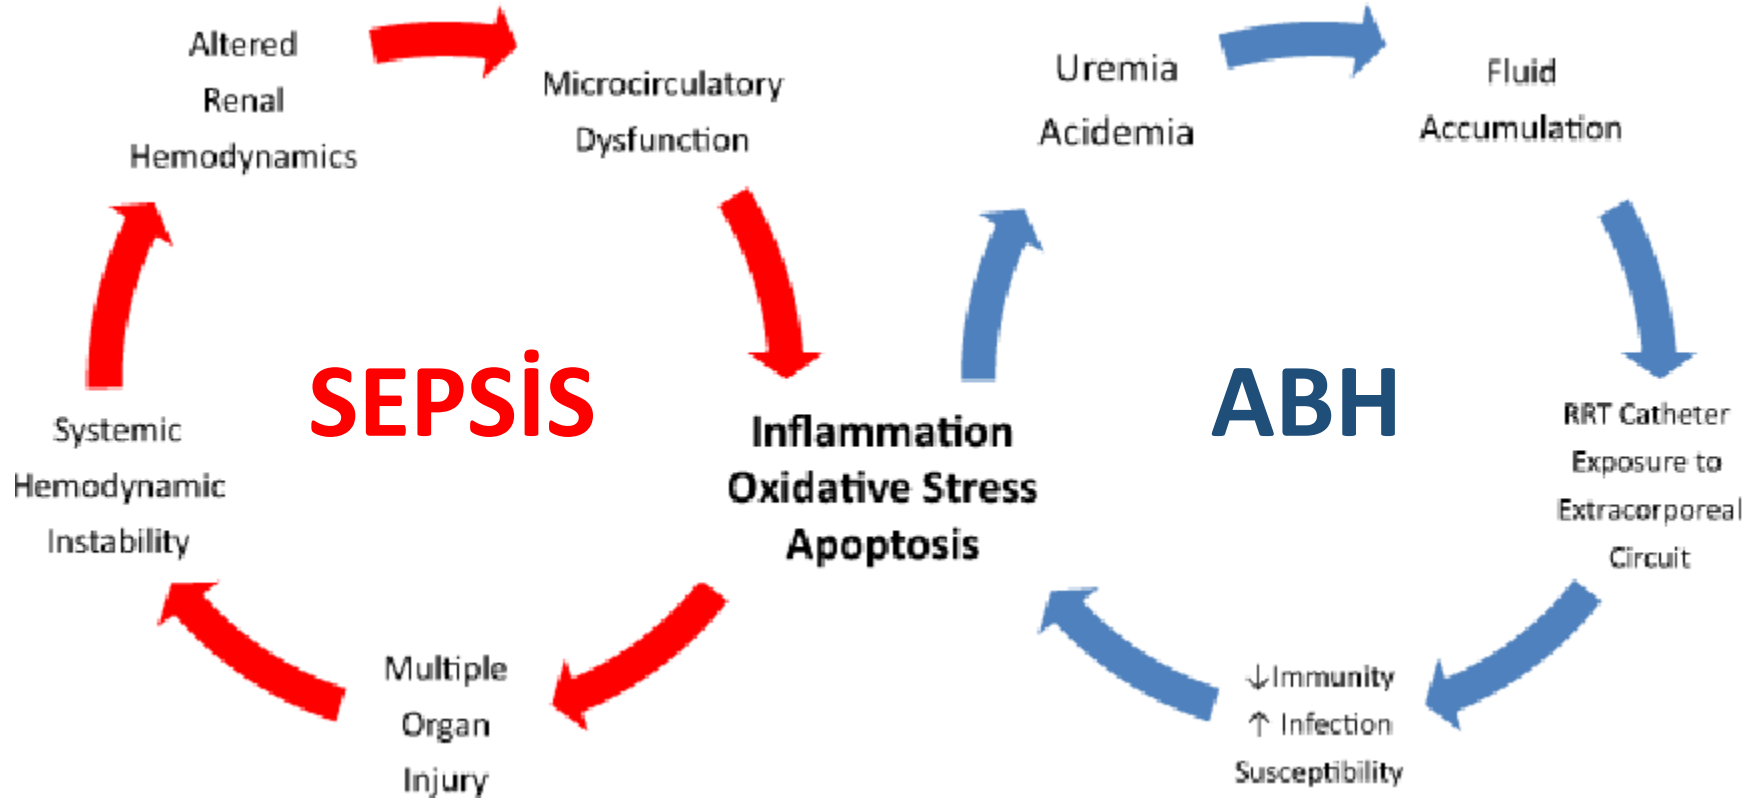 Altered
Renal
Hemodynamics
Microcirculatory
Dysfunction
Uremia
Acidemia
Fluid
Accumulation
SEPSİS
ABH
Systemic
Hemodynamic
Instability
Inflammation
Oxidative Stress
Apoptosis
RRT Catheter
Exposure to
Extracorporeal
Circuit
Multiple
Organ
Injury
↓Immunity
↑ Infection
Susceptibility